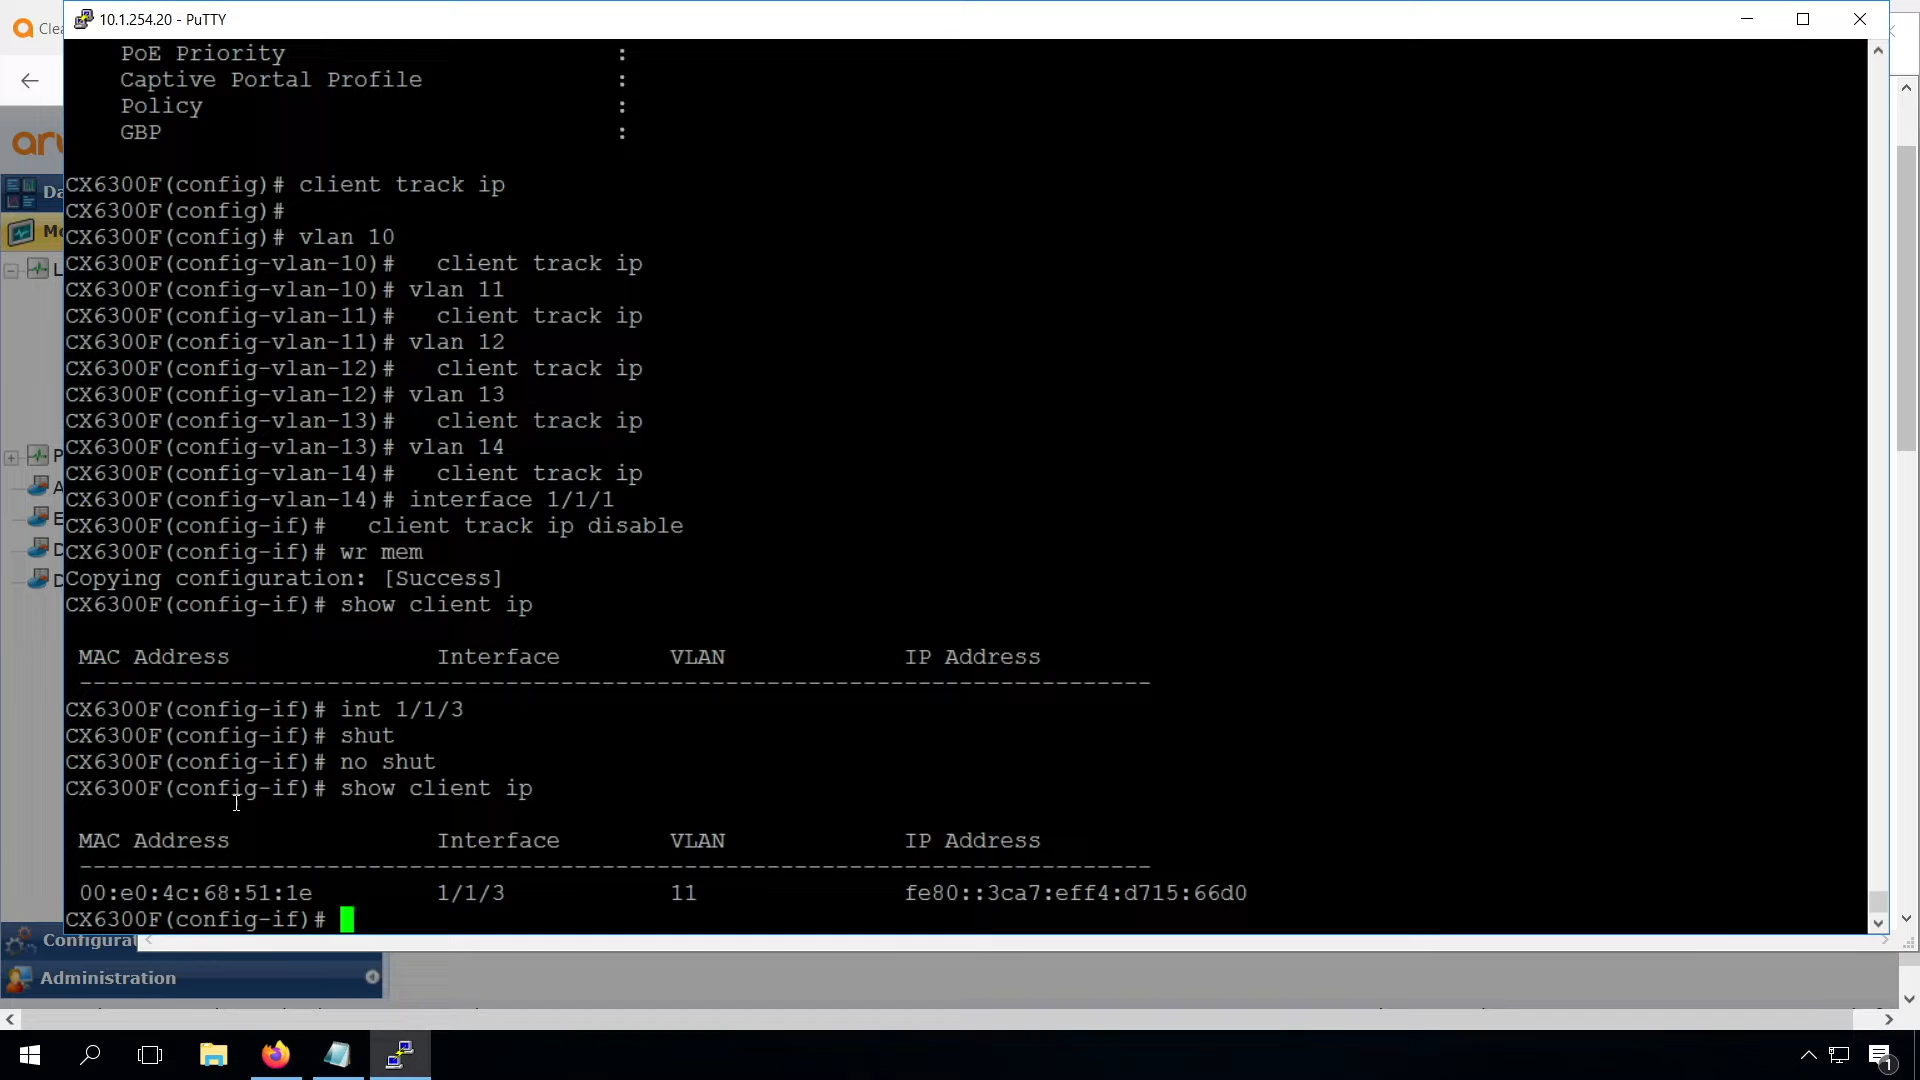 10.1.254.20 - PuTTY
Clea
PoE Priority :
Captive Portal Profile :
Policy :
GBP :
CX6300F(config)# client track ip
CX6300F(config)#
CX6300F(config)# vlan 10
CX6300F(config-vlan-10)#   client track ip
CX6300F(config-vlan-10)# vlan 11
CX6300F(config-vlan-11)#   client track ip
CX6300F(config-vlan-11)# vlan 12
CX6300F(config-vlan-12)#   client track ip
CX6300F(config-vlan-12)# vlan 13
CX6300F(config-vlan-13)#   client track ip
CX6300F(config-vlan-13)# vlan 14
CX6300F(config-vlan-14)#   client track ip
CX6300F(config-vlan-14)# interface 1/1/1
CX6300F(config-if)#   client track ip disable
CX6300F(config-if)# wr mem
Copying configuration: [Success]
CX6300F(config-if)# show client ip
MAC Address Interface VLAN IP Address
--------------------------------------------------------------------------------
CX6300F(config-if)# int 1/1/3
CX6300F(config-if)# shut
CX6300F(config-if)# no shut
CX6300F(config-if)# show client ip
MAC Address Interface VLAN IP Address
--------------------------------------------------------------------------------
00:e0:4c:68:51:1e 1/1/3 11 fe80::3ca7:eff4:d715:66d0
CX6300F(config-if)#
Configurat
Administration
1